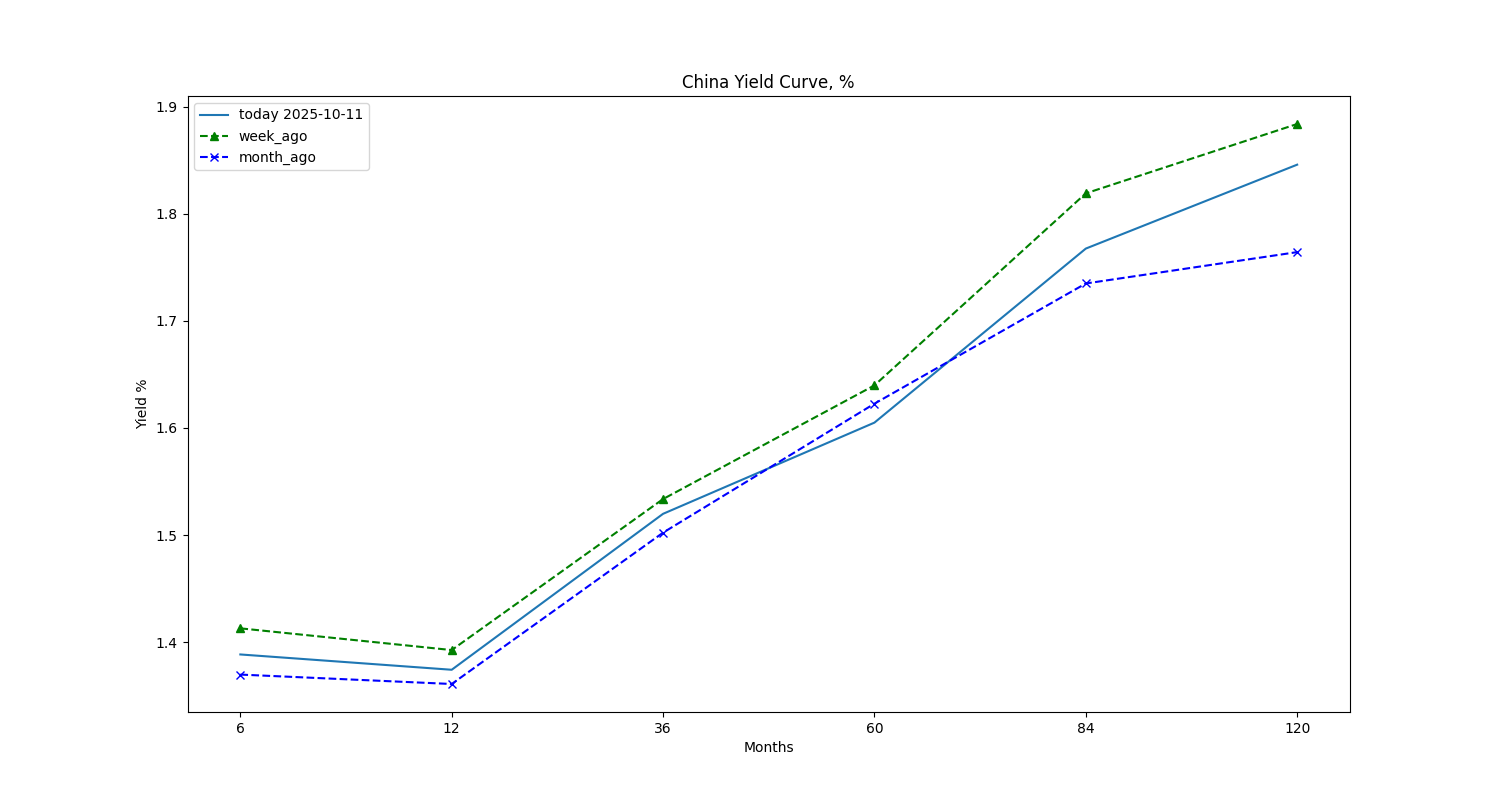 China Yield Curve, %
today 2025-10-11
week_ago
month_ago
1.9
1.8
1.7
1.6
1.5
1.4
Yield %
6 12 36 60 84 120
Months